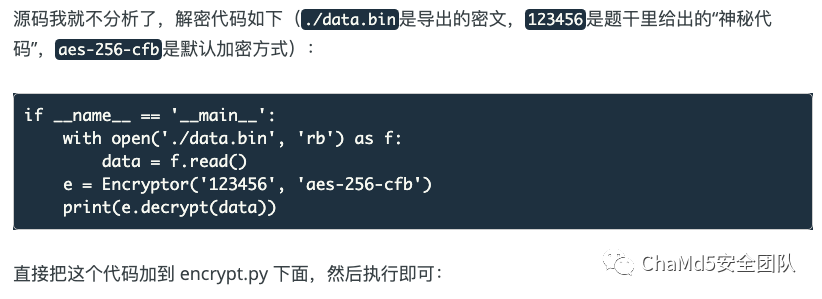 源码我就不分析了，解密代码如下（./data.bin是导出的密文，123456是题干里给出的“神秘代
码”，aes-256-cfb是默认加密方式）：
if __name__ == '__main__':
    with open('./data.bin', 'rb') as f:
        data = f.read()
    e = Encryptor('123456', 'aes-256-cfb')
    print(e.decrypt(data))
直接把这个代码加到 encrypt.py 下面，然后执行即可：
ChaMd5安全团队